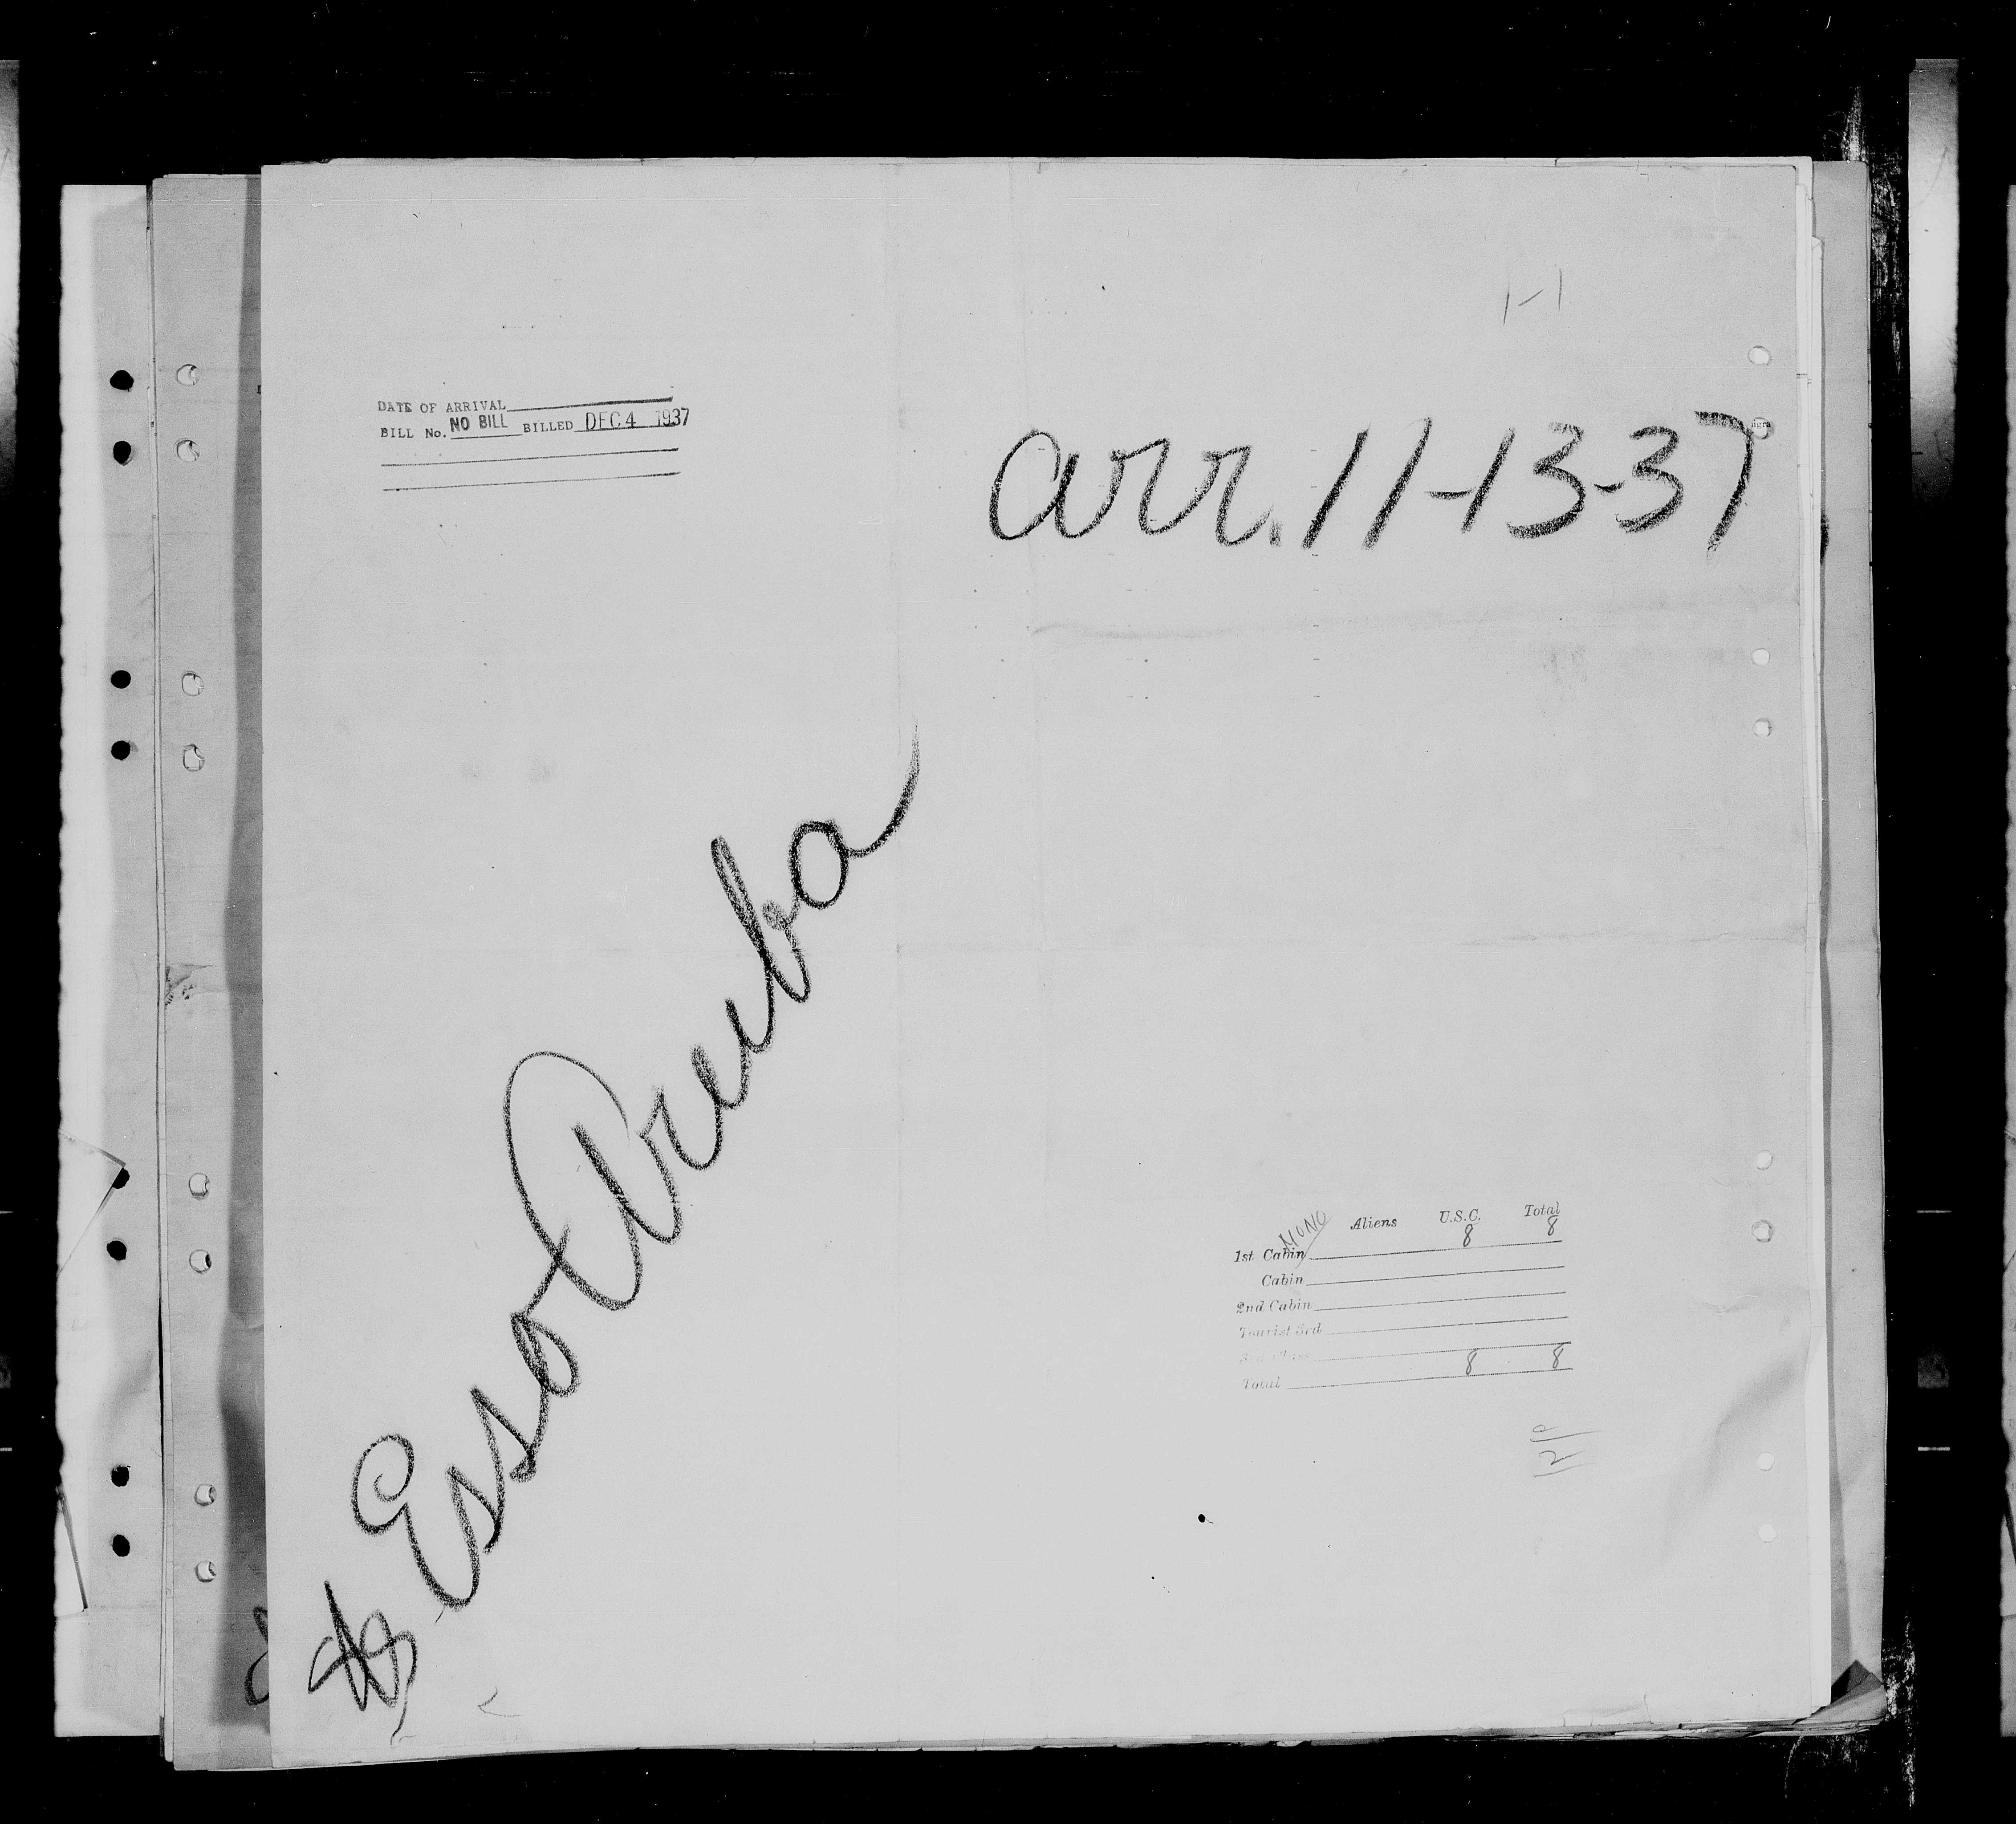 1-1
DATE OF ARRIVAL
BILL No. NO BILL BILLED DEC 4 1937
arr. 11-13-37
Esso Aruba
Aliens U.S.C. Total
1st Cabin 8 8
Cabin
2nd Cabin
Tourist 3rd
Total 8 8